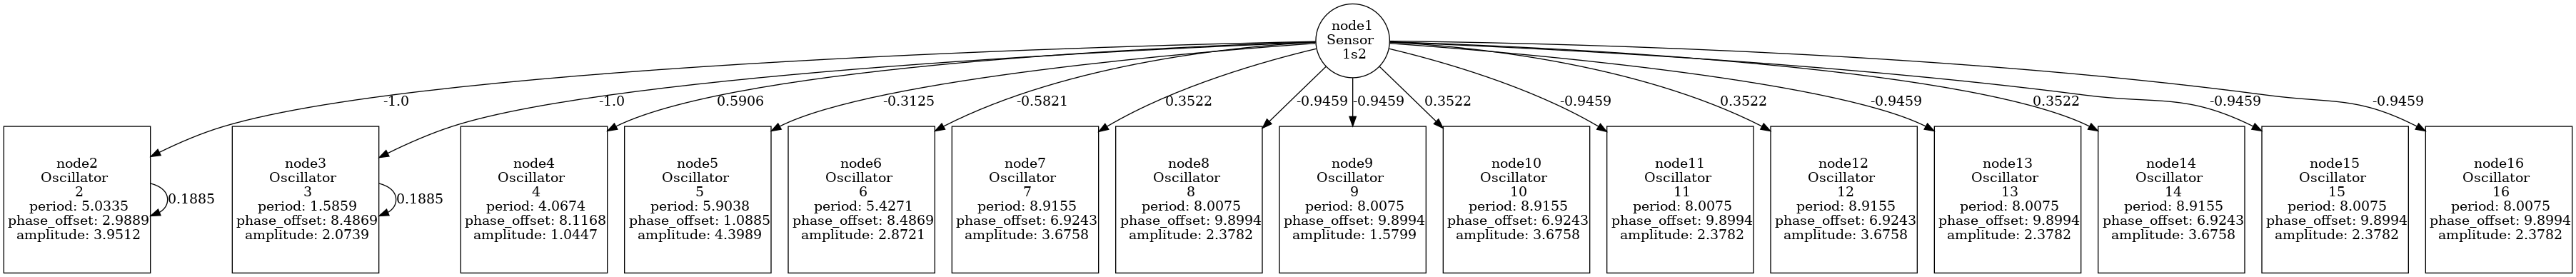 node1
Sensor
1s2
-1.0
-1.0
0.5906
-0.3125
-0.5821
0.3522
-0.9459
-0.9459
0.3522
-0.9459
0.3522
-0.9459
0.3522
-0.9459
-0.9459
node2
Oscillator
2
period: 5.0335
phase_offset: 2.9889
amplitude: 3.9512
0.1885
node3
Oscillator
3
period: 1.5859
phase_offset: 8.4869
amplitude: 2.0739
0.1885
node4
Oscillator
4
period: 4.0674
phase_offset: 8.1168
amplitude: 1.0447
node5
Oscillator
5
period: 5.9038
phase_offset: 1.0885
amplitude: 4.3989
node6
Oscillator
6
period: 5.4271
phase_offset: 8.4869
amplitude: 2.8721
node7
Oscillator
7
period: 8.9155
phase_offset: 6.9243
amplitude: 3.6758
node8
Oscillator
8
period: 8.0075
phase_offset: 9.8994
amplitude: 2.3782
node9
Oscillator
9
period: 8.0075
phase_offset: 9.8994
amplitude: 1.5799
node10
Oscillator
10
period: 8.9155
phase_offset: 6.9243
amplitude: 3.6758
node11
Oscillator
11
period: 8.0075
phase_offset: 9.8994
amplitude: 2.3782
node12
Oscillator
12
period: 8.9155
phase_offset: 6.9243
amplitude: 3.6758
node13
Oscillator
13
period: 8.0075
phase_offset: 9.8994
amplitude: 2.3782
node14
Oscillator
14
period: 8.9155
phase_offset: 6.9243
amplitude: 3.6758
node15
Oscillator
15
period: 8.0075
phase_offset: 9.8994
amplitude: 2.3782
node16
Oscillator
16
period: 8.0075
phase_offset: 9.8994
amplitude: 2.3782